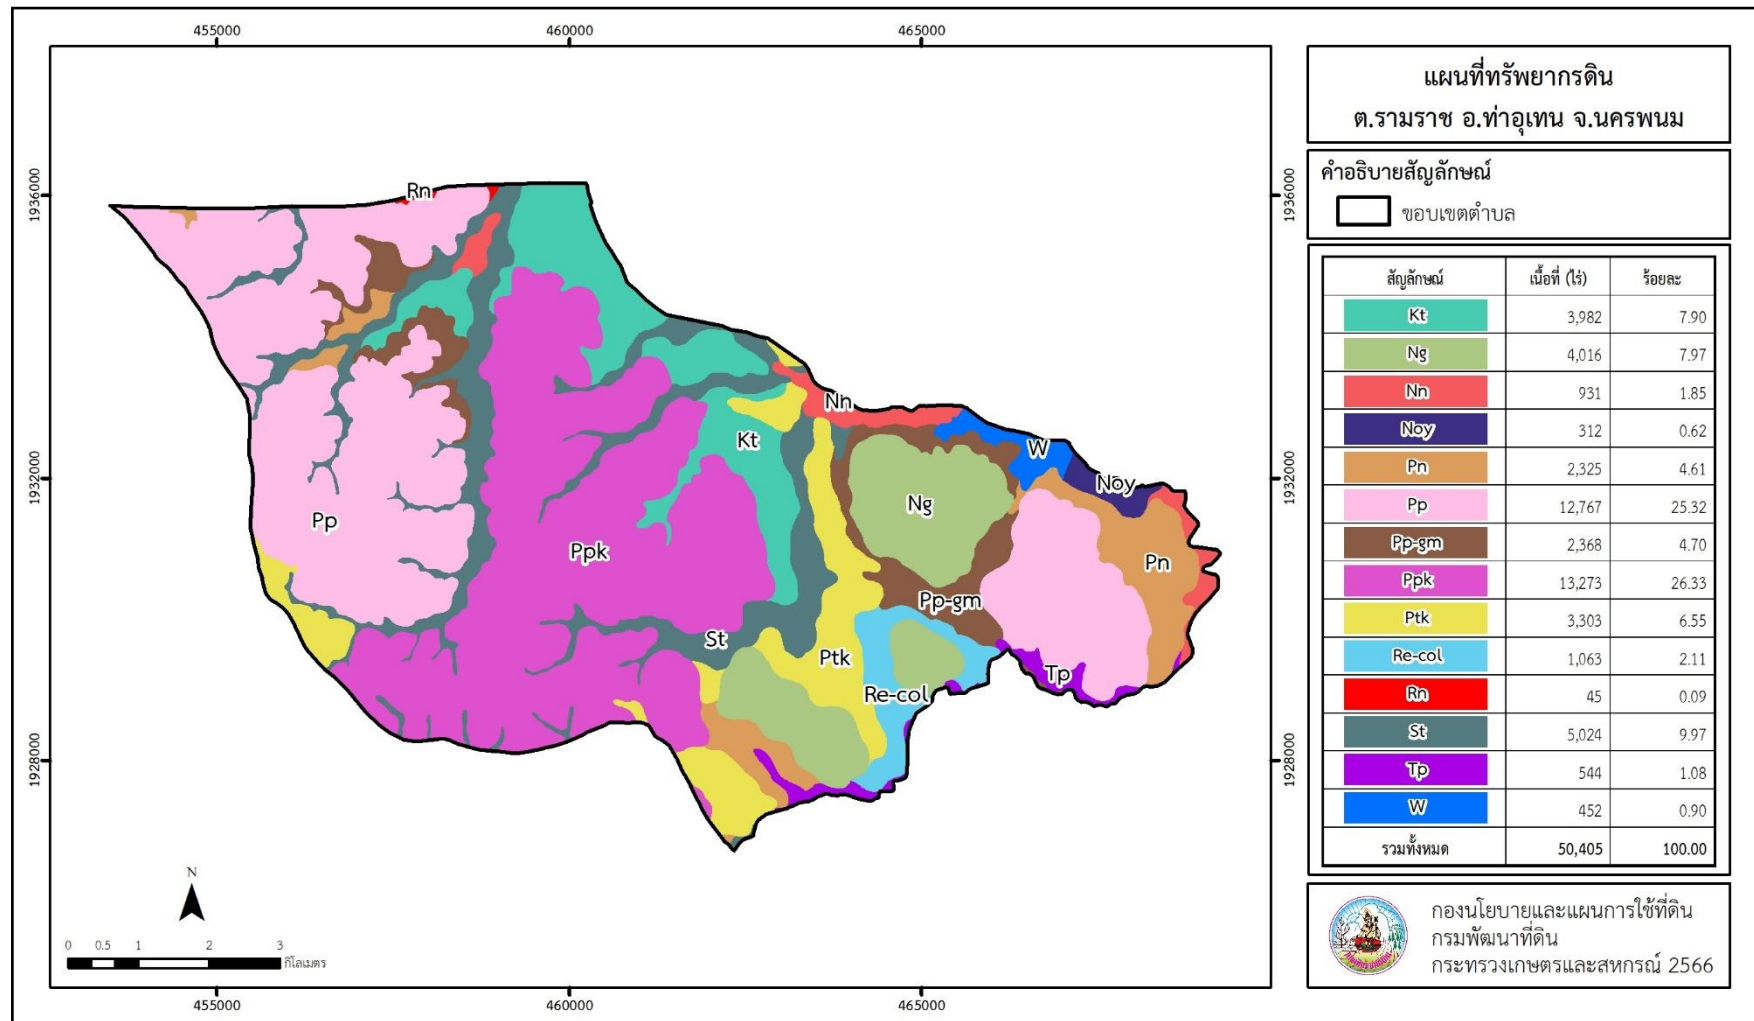 455000
460000
465000
1936000
1936000
1932000
1932000
1928000
1928000
Rn
Nn
Kt
W
Noy
Ng
Pp
Ppk
Pn
Pp-gm
St
Ptk
Tp
Re-col
N
0 0.5 1 2 3
กิโลเมตร
455000
460000
465000
แผนที่ทรัพยากรดิน
ต.รามราช อ.ท่าอุเทน จ.นครพนม
คำอธิบายสัญลักษณ์
ขอบเขตตำบล
สัญลักษณ์ เนื้อที่ (ไร่) ร้อยละ
Kt 3,982 7.90
Ng 4,016 7.97
Nn 931 1.85
Noy 312 0.62
Pn 2,325 4.61
Pp 12,767 25.32
Pp-gm 2,368 4.70
Ppk 13,273 26.33
Ptk 3,303 6.55
Re-col 1,063 2.11
Rn 45 0.09
St 5,024 9.97
Tp 544 1.08
W 452 0.90
รวมทั้งหมด 50,405 100.00
กองนโยบายและแผนการใช้ที่ดิน
กรมพัฒนาที่ดิน
กระทรวงเกษตรและสหกรณ์ 2566